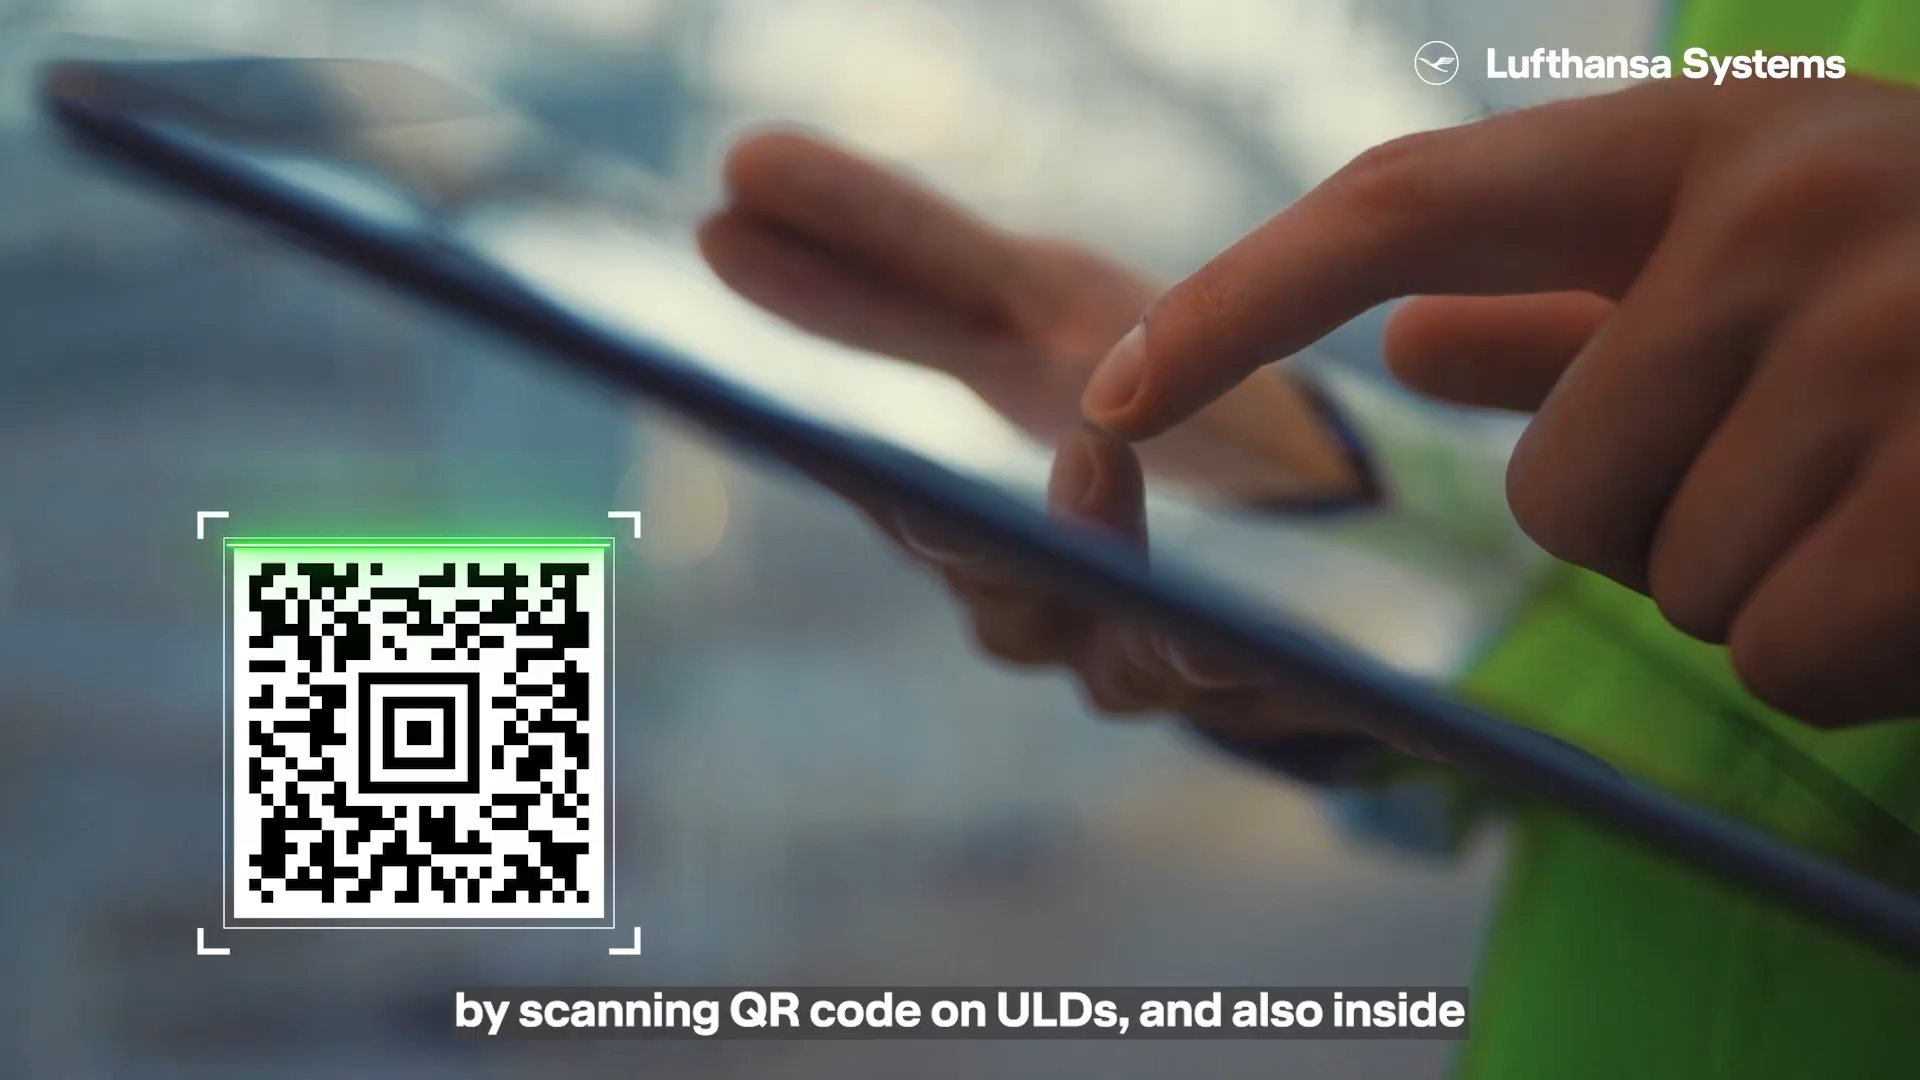 Lufthansa Systems
by scanning QR code on ULDs, and also inside